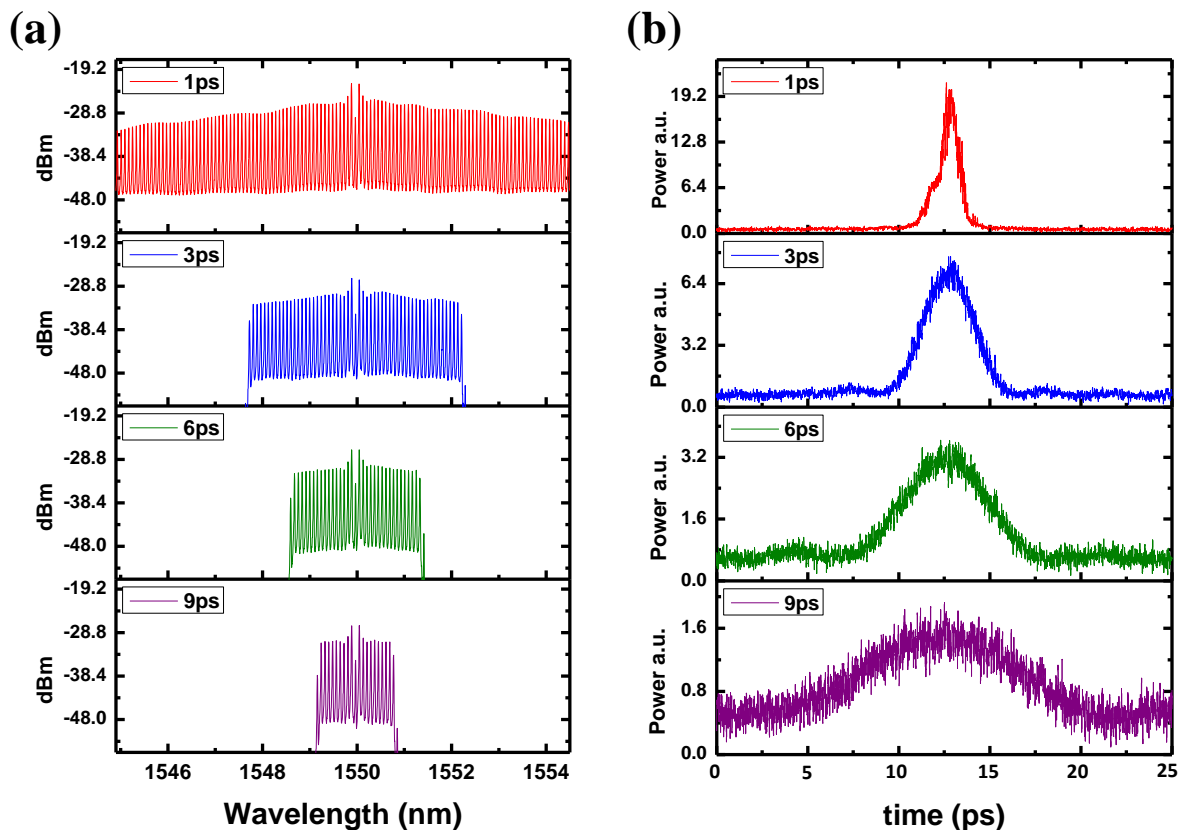 (a)
(b)
1ps
-19.2
-28.8
-38.4
-48.0
dBm
3ps
-19.2
-28.8
-38.4
-48.0
dBm
6ps
-19.2
-28.8
-38.4
-48.0
dBm
9ps
-19.2
-28.8
-38.4
-48.0
dBm
1546 1548 1550 1552 1554
Wavelength (nm)
1ps
19.2
12.8
6.4
0.0
Power a.u.
3ps
6.4
3.2
0.0
Power a.u.
6ps
3.2
1.6
0.0
Power a.u.
9ps
1.6
0.8
0.0
Power a.u.
0 5 10 15 20 25
time (ps)